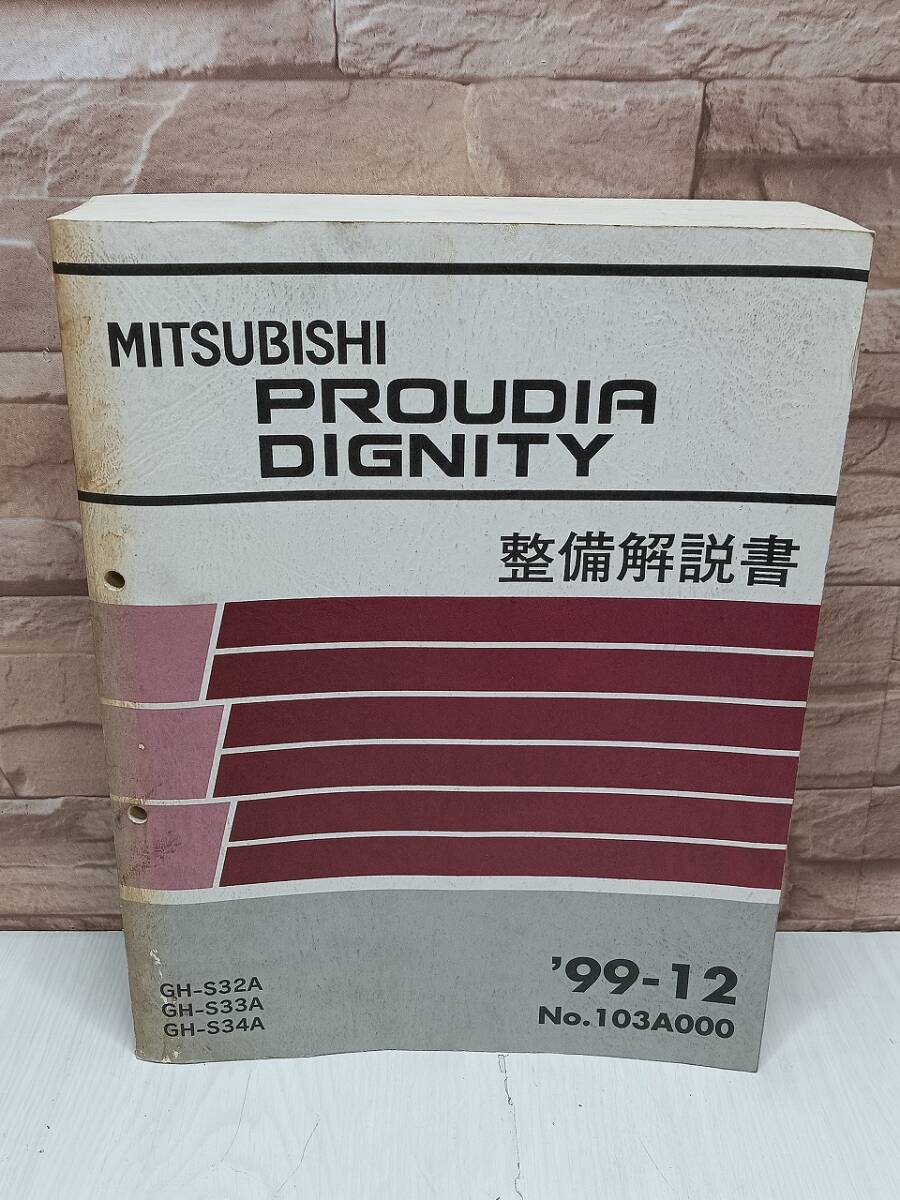 MITSUBISHI
PROUDIA
DIGNITY
整備解説書
GH-S32A
GH-S33A
GH-S34A
'99-12
No.103A000